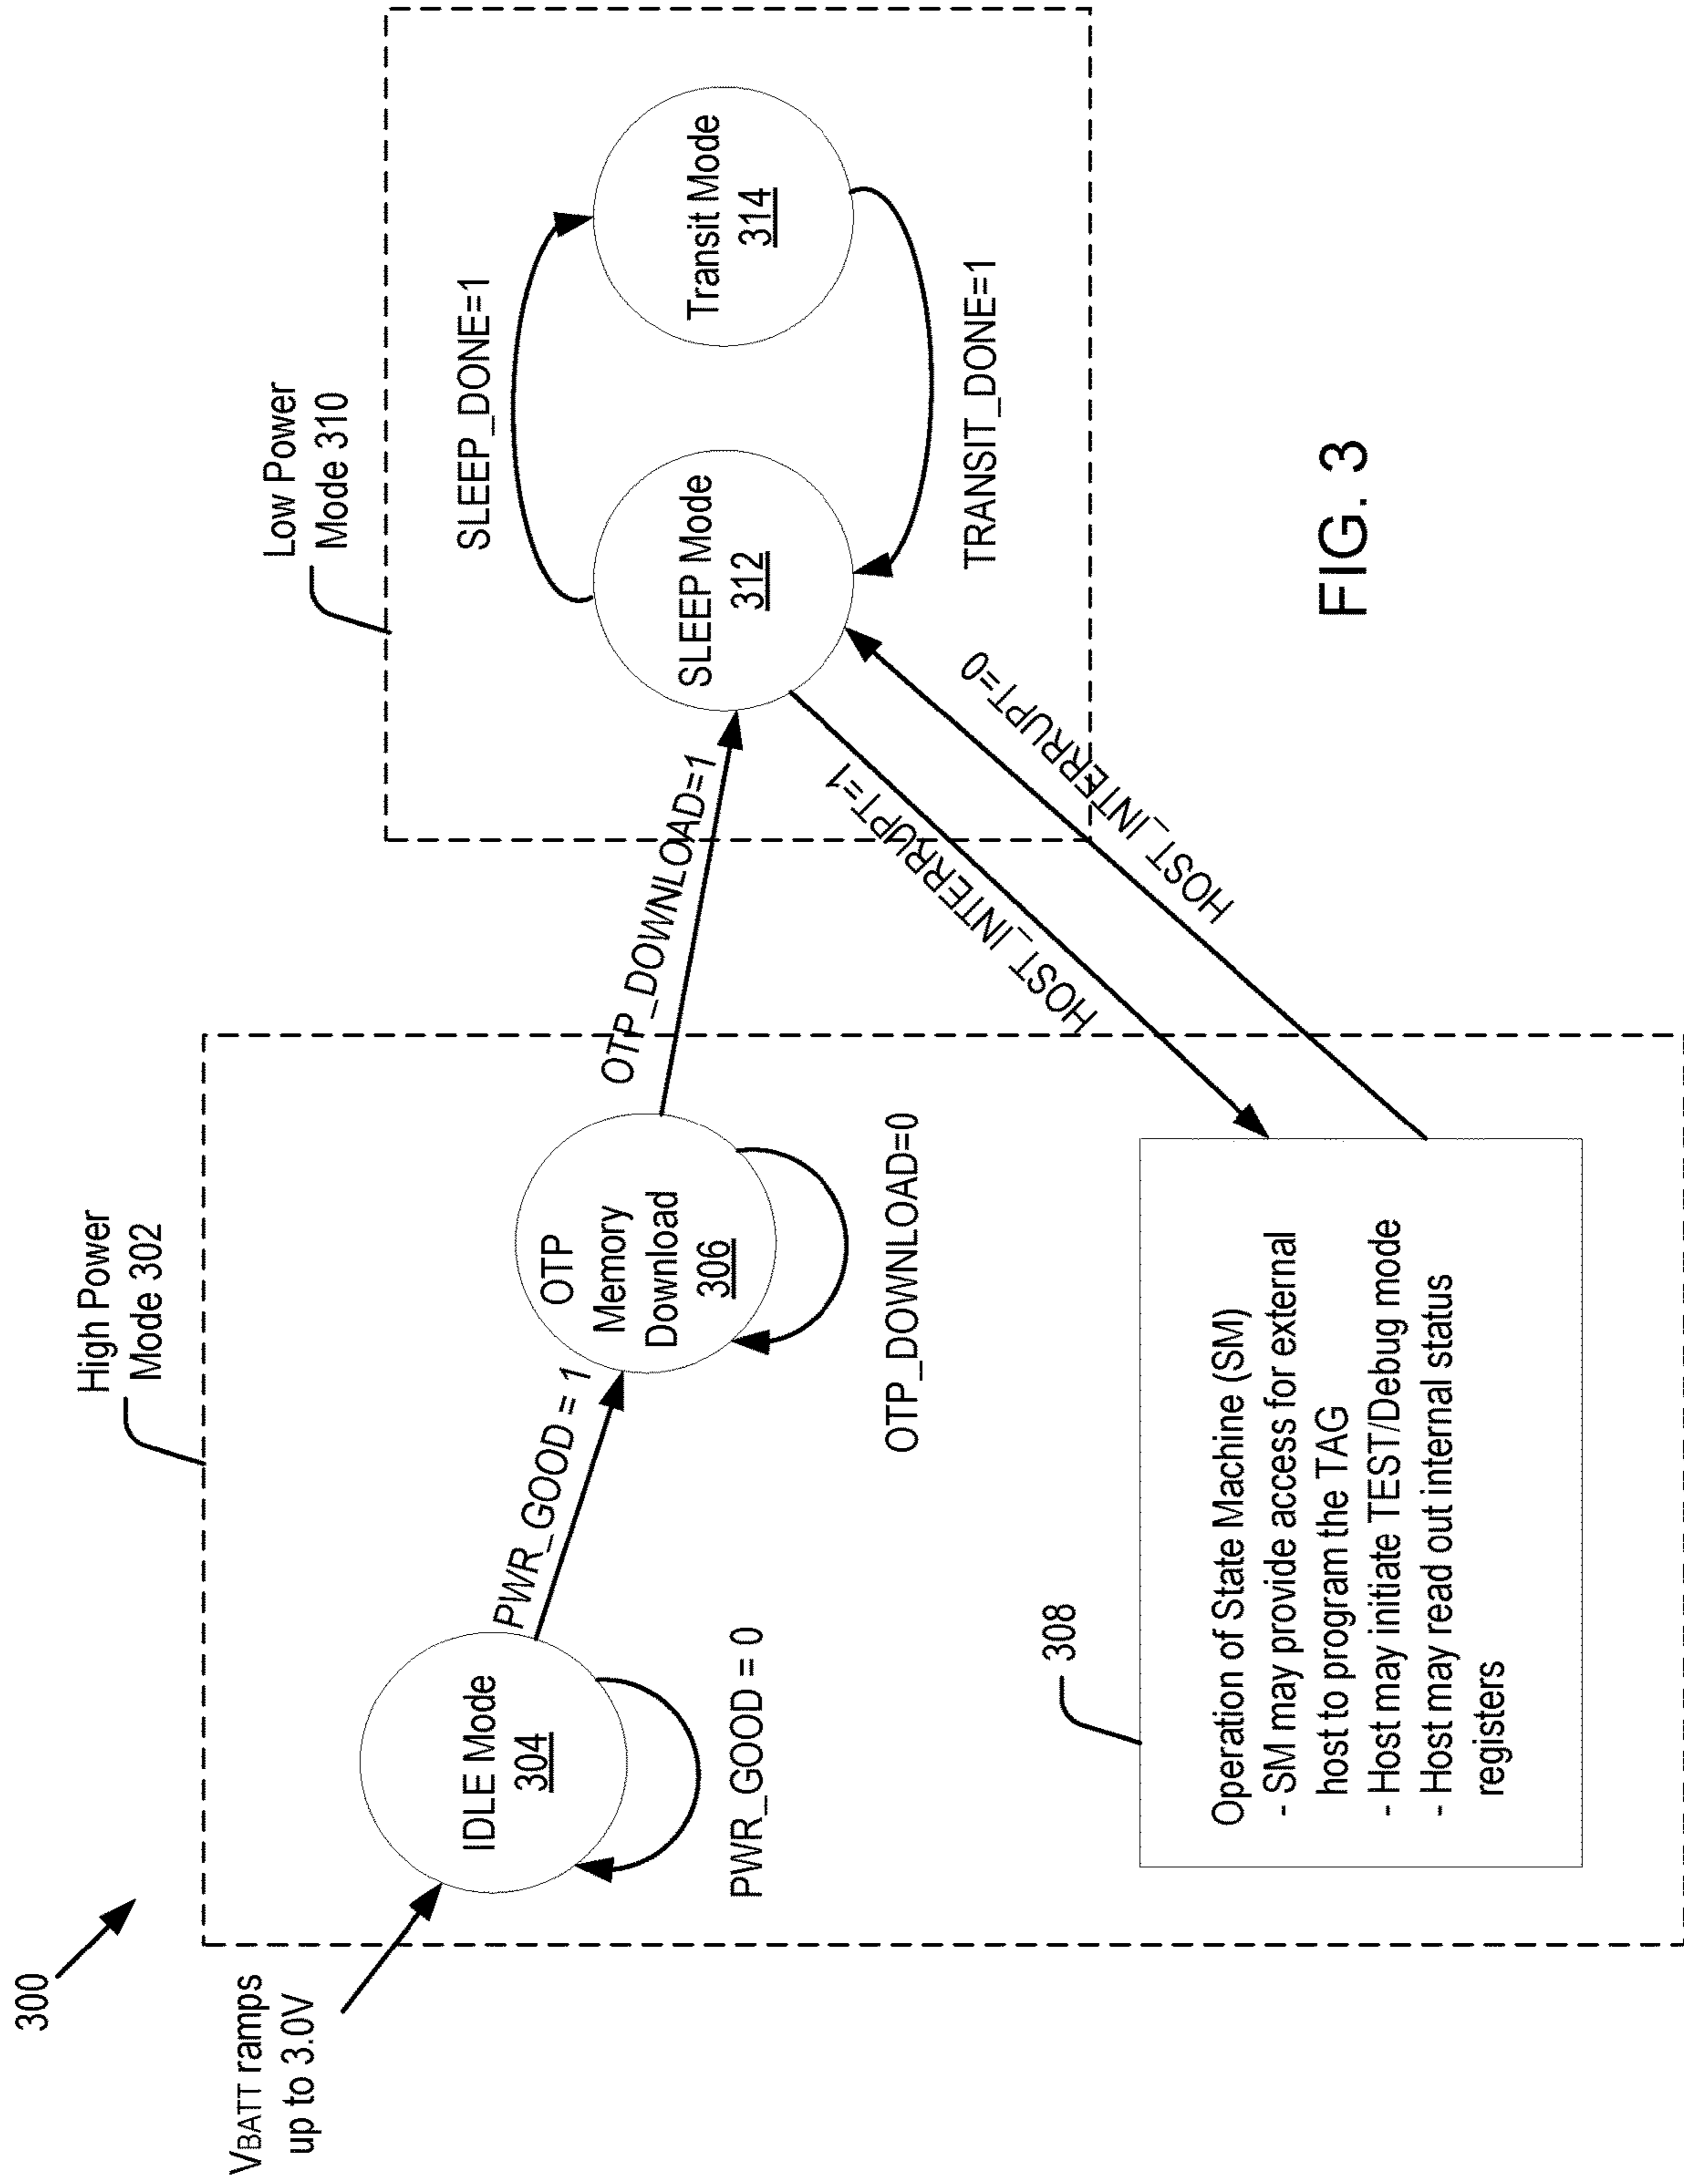 300
VBATT ramps
up to 3.0V
High Power
Mode 302
IDLE Mode
304
PWR_GOOD = 0
PWR_GOOD = 1
OTP
Memory
Download
306
OTP_DOWNLOAD=0
OTP_DOWNLOAD=1
Low Power
Mode 310
SLEEP_DONE=1
SLEEP Mode
312
Transit Mode
314
TRANSIT_DONE=1
HOST_INTERRUPT=1
HOST_INTERRUPT=0
308
Operation of State Machine (SM)
- SM may provide access for external
host to program the TAG
- Host may initiate TEST/Debug mode
- Host may read out internal status
registers
FIG. 3